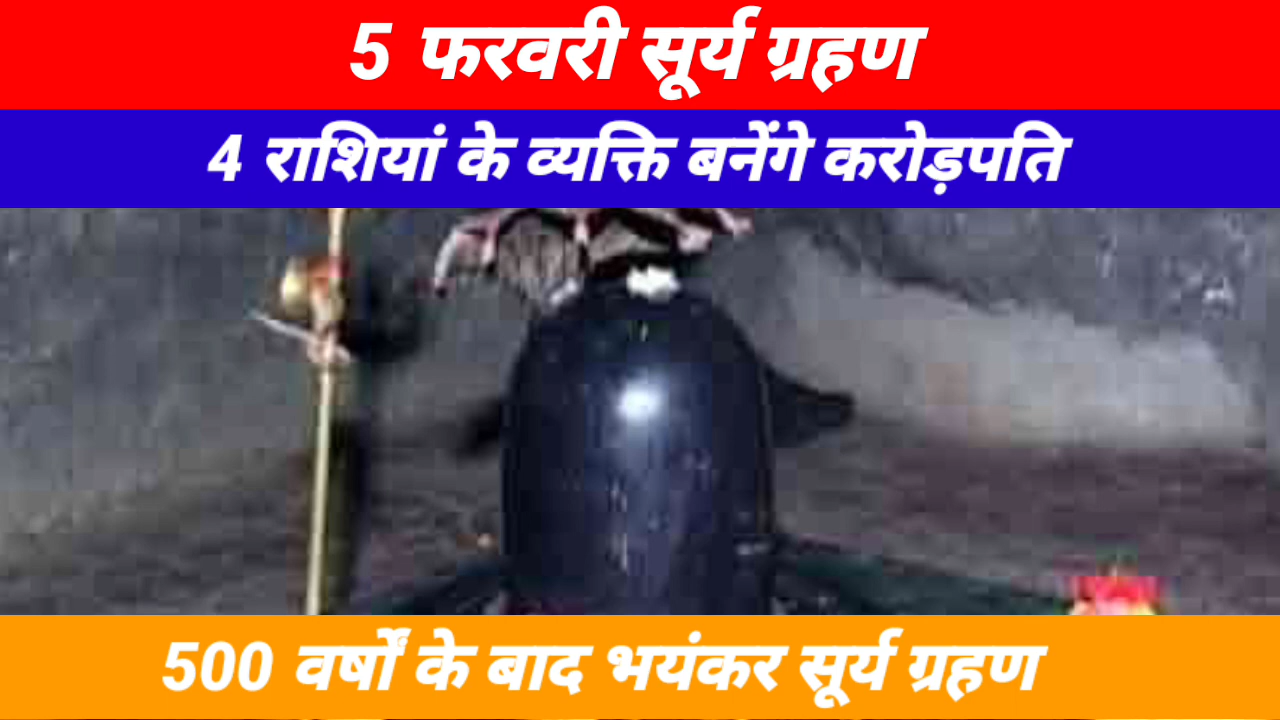 5 फरवरी सूर्य ग्रहण
4 राशियां के व्यक्ति बनेंगे करोड़पति
500 वर्षों के बाद भयंकर सूर्य ग्रहण